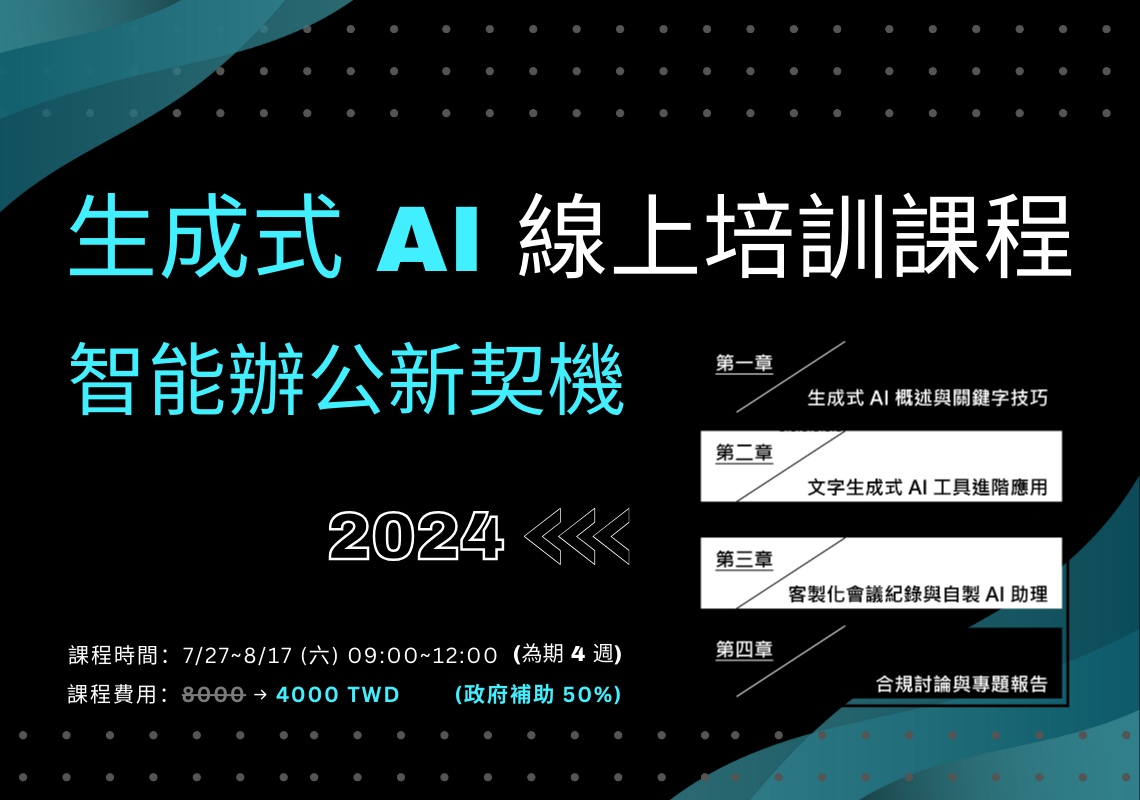 生成式 AI 線上培訓課程
智能辦公新契機
2024
課程時間：7/27~8/17 (六) 09:00~12:00 (為期 4 週)
課程費用：8000 → 4000 TWD (政府補助 50%)
第一章
生成式 AI 概述與關鍵字技巧
第二章
文字生成式 AI 工具進階應用
第三章
客製化會議紀錄與自製 AI 助理
第四章
合規討論與專題報告